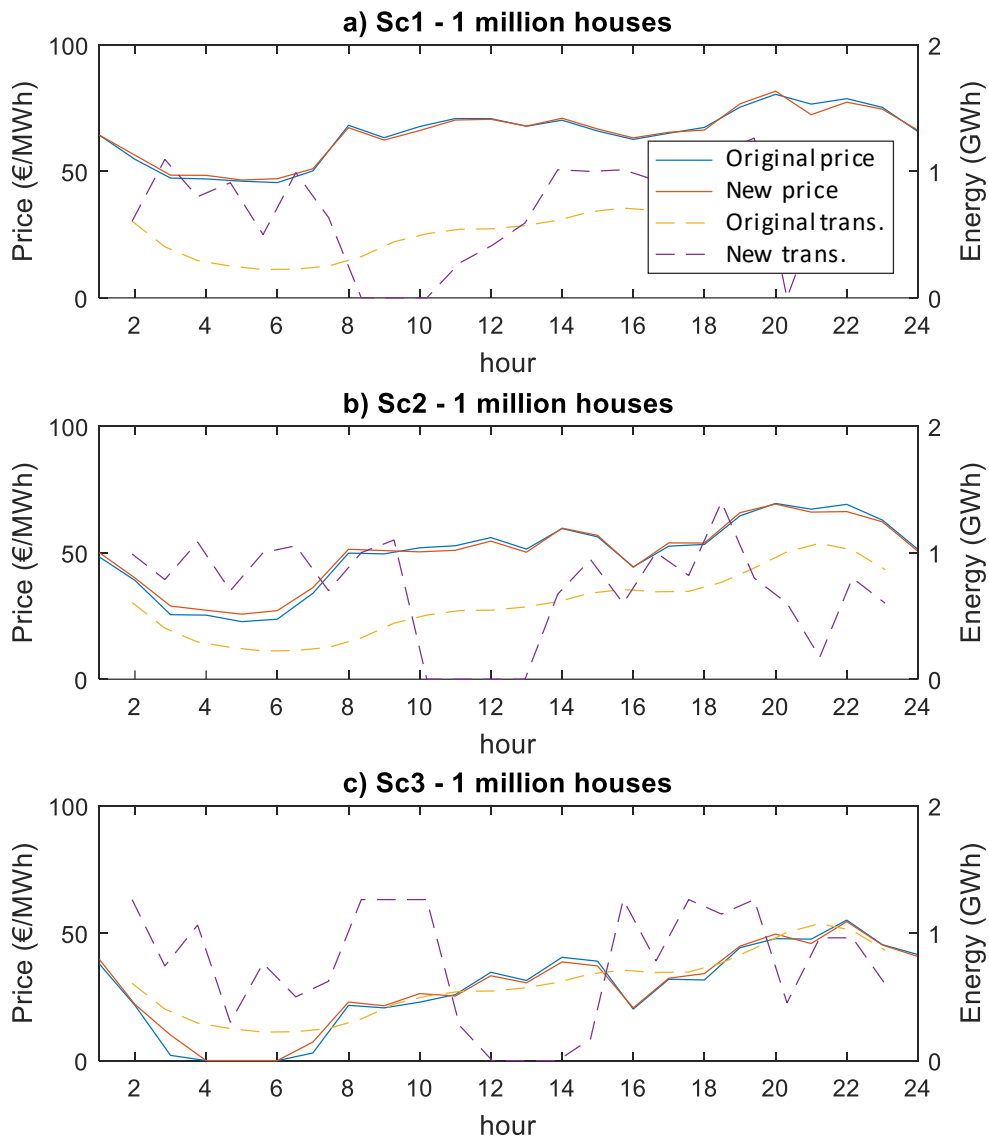 a) Sc1 - 1 million houses
100
50
0
Price (€/MWh)
2
1
0
Energy (GWh)
Original price
New price
Original trans.
New trans.
2 4 6 8 10 12 14 16 18 20 22 24
hour
b) Sc2 - 1 million houses
100
50
0
Price (€/MWh)
2
1
0
Energy (GWh)
2 4 6 8 10 12 14 16 18 20 22 24
hour
c) Sc3 - 1 million houses
100
50
0
Price (€/MWh)
2
1
0
Energy (GWh)
2 4 6 8 10 12 14 16 18 20 22 24
hour